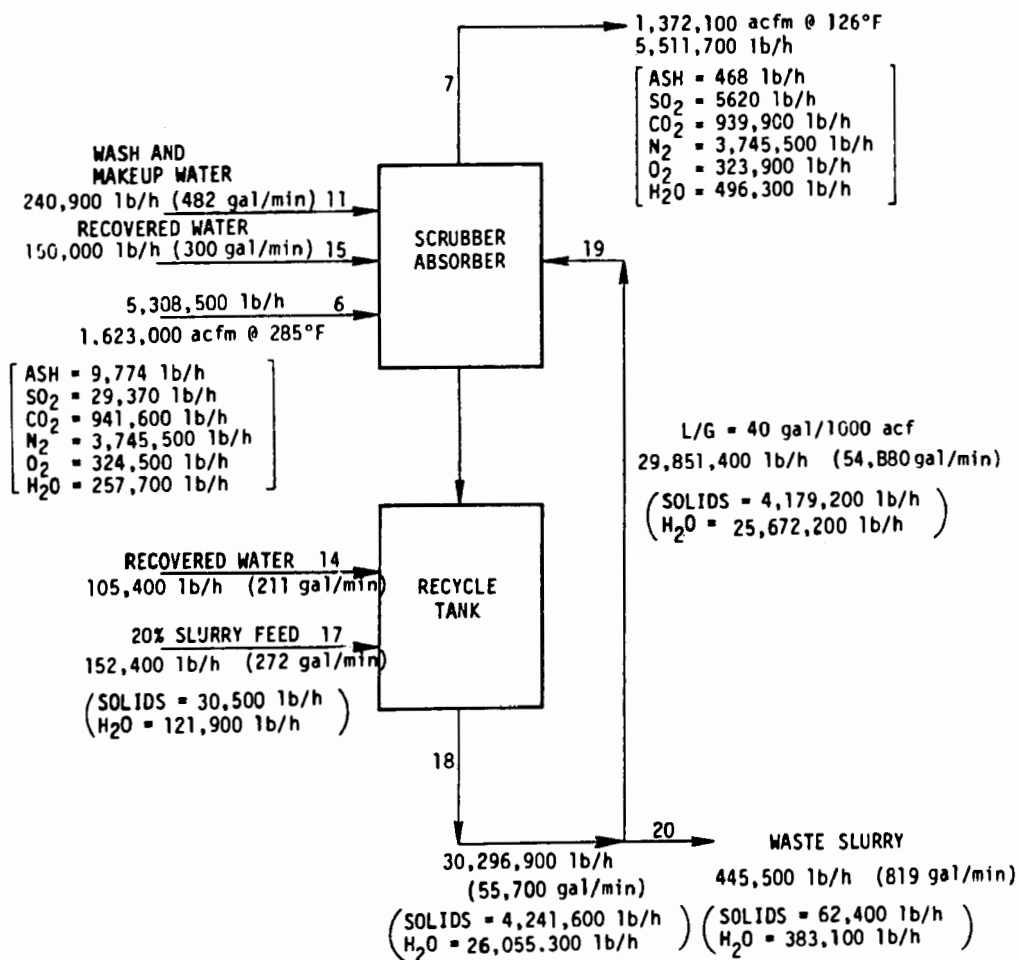 1,372,100 acfm @ 126°F
5,511,700 lb/h
7
ASH = 468 lb/h
SO2 = 5620 lb/h
CO2 = 939,900 lb/h
N2 = 3,745,500 lb/h
O2 = 323,900 lb/h
H2O = 496,300 lb/h
WASH AND
MAKEUP WATER
240,900 lb/h (482 gal/min) 11
RECOVERED WATER
150,000 lb/h (300 gal/min) 15
5,308,500 lb/h 6
1.623,000 acfm @ 285°F
ASH = 9,774 lb/h
SO2 = 29,370 lb/h
CO2 = 941,600 lb/h
N2 = 3,745,500 lb/h
O2 = 324,500 lb/h
H2O = 257,700 lb/h
SCRUBBER
ABSORBER
19
L/G = 40 gal/1000 acf
29,851,400 lb/h (54,880 gal/min)
(SOLIDS = 4,179,200 lb/h)
(H2O = 25,672,200 lb/h)
RECOVERED WATER 14
105,400 lb/h (211 gal/min)
20% SLURRY FEED 17
152,400 lb/h (272 gal/min)
(SOLIDS = 30,500 lb/h)
(H2O = 121,900 lb/h)
RECYCLE
TANK
18
30,296,900 lb/h
(55,700 gal/min)
(SOLIDS = 4,241,600 lb/h)
(H2O = 26,055.300 lb/h)
20
WASTE SLURRY
445,500 lb/h (819 gal/min)
(SOLIDS = 62,400 lb/h)
(H2O = 383,100 lb/h)